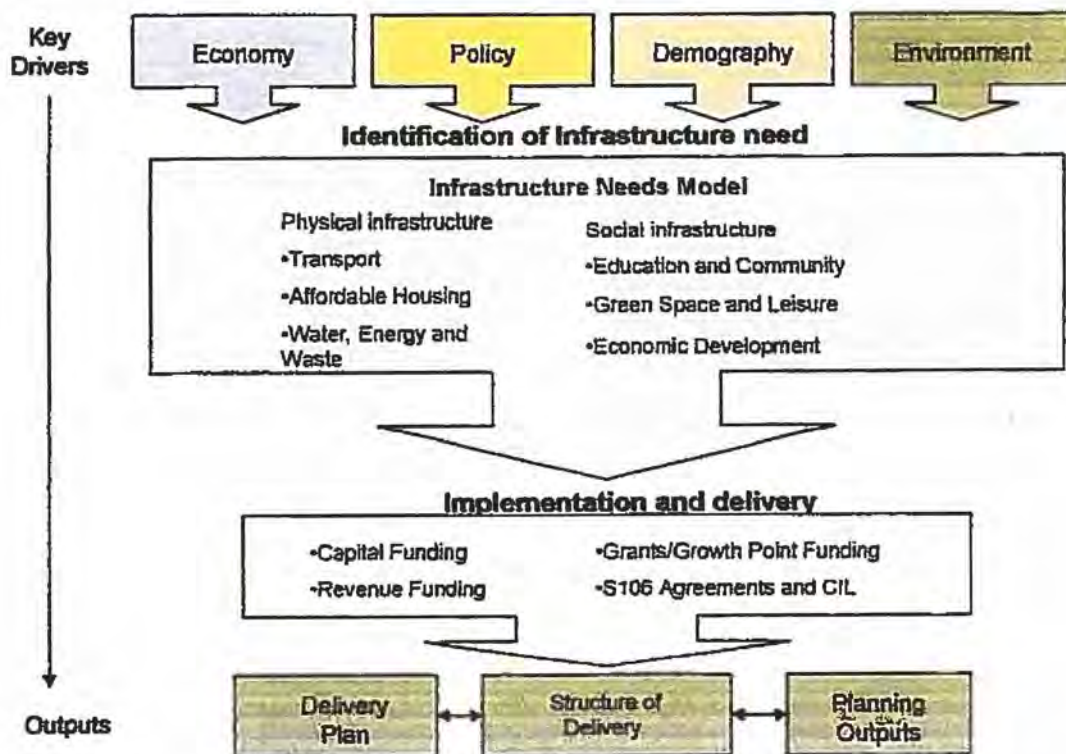 Key
Drivers
Economy
Policy
Demography
Environment
Identification of Infrastructure need
Infrastructure Needs Model
Physical infrastructure
•Transport
•Affordable Housing
•Water, Energy and
Waste
Social infrastructure
•Education and Community
•Green Space and Leisure
•Economic Development
Implementation and delivery
•Capital Funding
•Revenue Funding
•Grants/Growth Point Funding
•S106 Agreements and CIL
Outputs
Delivery
Plan
Structure of
Delivery
Planning
Outputs